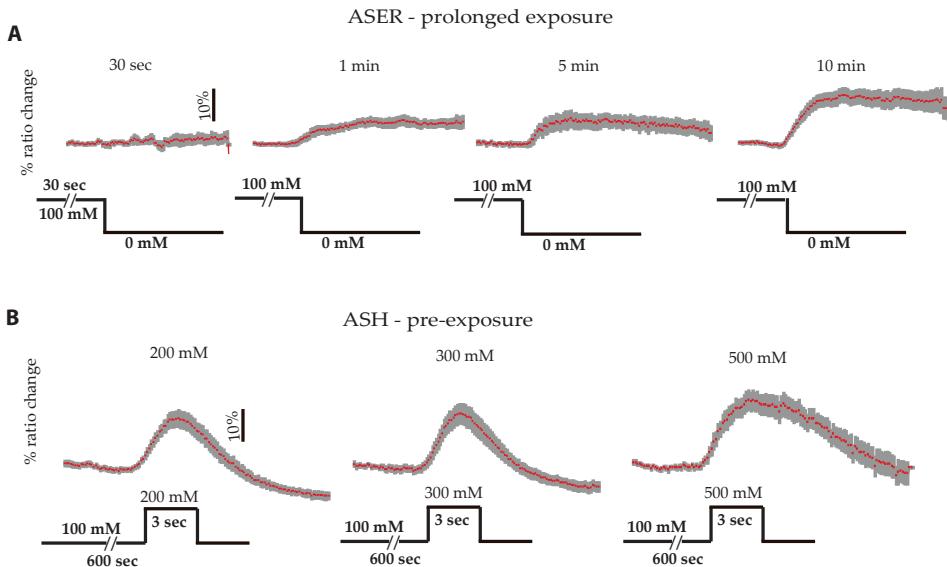 ASER - prolonged exposure
A
30 sec
1 min
5 min
10 min
% ratio change
10%
30 sec
100 mM
0 mM
100 mM
0 mM
100 mM
0 mM
100 mM
0 mM
B
ASH - pre-exposure
200 mM
300 mM
500 mM
% ratio change
10%
200 mM
3 sec
100 mM
600 sec
300 mM
3 sec
100 mM
600 sec
500 mM
3 sec
100 mM
600 sec